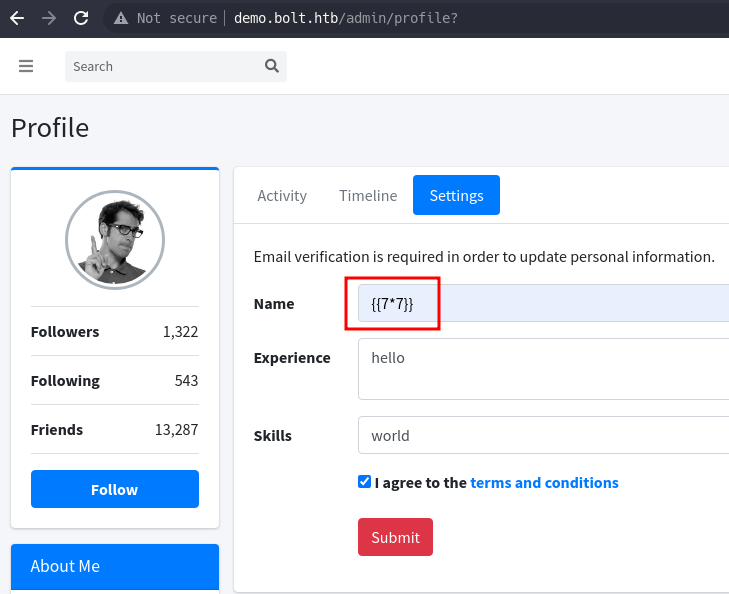 Not secure demo.bolt.htb/admin/profile?
Search
Profile
Activity Timeline Settings
Email verification is required in order to update personal information.
Name {{7*7}}
Experience hello
Skills world
I agree to the terms and conditions
Submit
Followers 1,322
Following 543
Friends 13,287
Follow
About Me